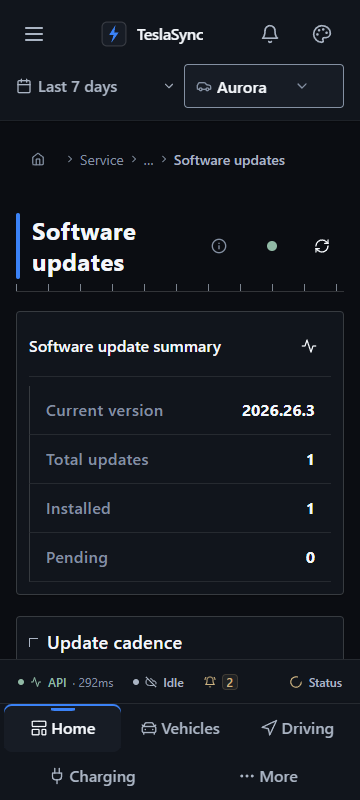 TeslaSync
Last 7 days
Aurora
Service
...
Software updates
Software
updates
Software update summary
Current version 2026.26.3
Total updates 1
Installed 1
Pending 0
Update cadence
API · 292ms
Idle
2
Status
Home
Vehicles
Driving
Charging
More